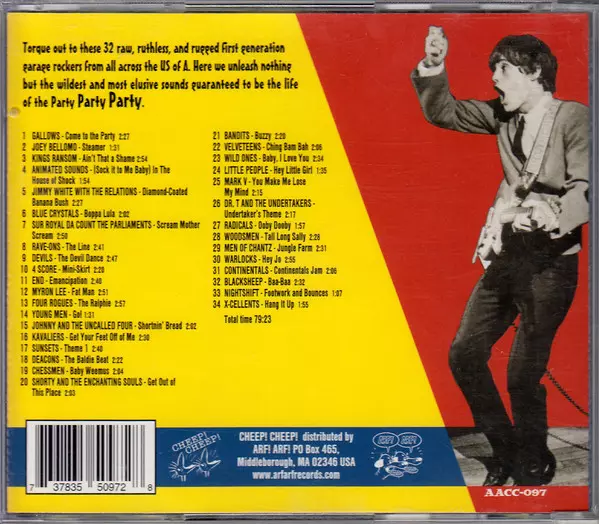 Torque out to these 32 raw, ruthless, and rugged first generation
garage rockers from all across the US of A. Here we unleash nothing
but the wildest and most elusive sounds guaranteed to be the life
of the Party Party Party.
1 GALLOWS - Come to the Party 2:27
2 JOEY BELLOMO - Steamer 1:31
3 KINGS RANSOM - Ain't That a Shame 2:54
4 ANIMATED SOUNDS - (Sock it to Me Baby) In The
House of Shock 1:54
5 JIMMY WHITE WITH THE RELATIONS - Diamond-Coated
Banana Bush 2:27
6 BLUE CRYSTALS - Boppa Lula 2:02
7 SUR ROYAL DA COUNT THE PARLIAMENTS - Scream Mother
Scream 2:50
8 RAVE-ONS - The Line 2:41
9 DEVILS - The Devil Dance 2:47
10 4 SCORE - Mini-Skirt 2:20
11 END - Emancipation 2:48
12 MYRON LEE - Fat Man 2:51
13 FOUR ROGUES - The Ralphie 2:57
14 YOUNG MEN - Go! 1:31
15 JOHNNY AND THE UNCALLED FOUR - Shortnin' Bread 2:02
16 KAVALIERS - Get Your Feet Off of Me 2:30
17 SUNSETS - Theme 1 2:48
18 DEACONS - The Baldie Beat 2:22
19 CHESSMEN - Baby Weemus 2:04
20 SHORTY AND THE ENCHANTING SOULS - Get Out of
This Place 2:03
21 BANDITS - Buzzy 2:20
22 VELVETEENS - Ching Bam Bah 2:06
23 WILD ONES - Baby, I Love You 2:34
24 LITTLE PEOPLE - Hey Little Girl 2:35
25 MARK V - You Make Me Lose
My Mind 2:15
26 DR. T AND THE UNDERTAKERS -
Undertaker's Theme 2:17
27 RADICALS - Doby Dooby 1:57
28 WOODSMEN - Tall Long Sally 2:28
29 MEN OF CHANTZ - Jungle Farm 2:31
30 WARLOCKS - Hey Jo 2:55
31 CONTINENTALS - Continentals Jam 2:06
32 BLACKSHEEP - Baa-Baa 2:32
33 NIGHTSHIFT - Footwork and Bounces 1:07
34 X-CELLENTS - Hang it Up 1:55
Total time 79:23
CHEEP! CHEEP!
CHEEP! CHEEP! distributed by
ARF! ARF! PO Box 465,
Middleborough, MA 02346 USA
www.arfarfrecords.com
ARF! ARF!
7 37835 50972 8
AACC-097